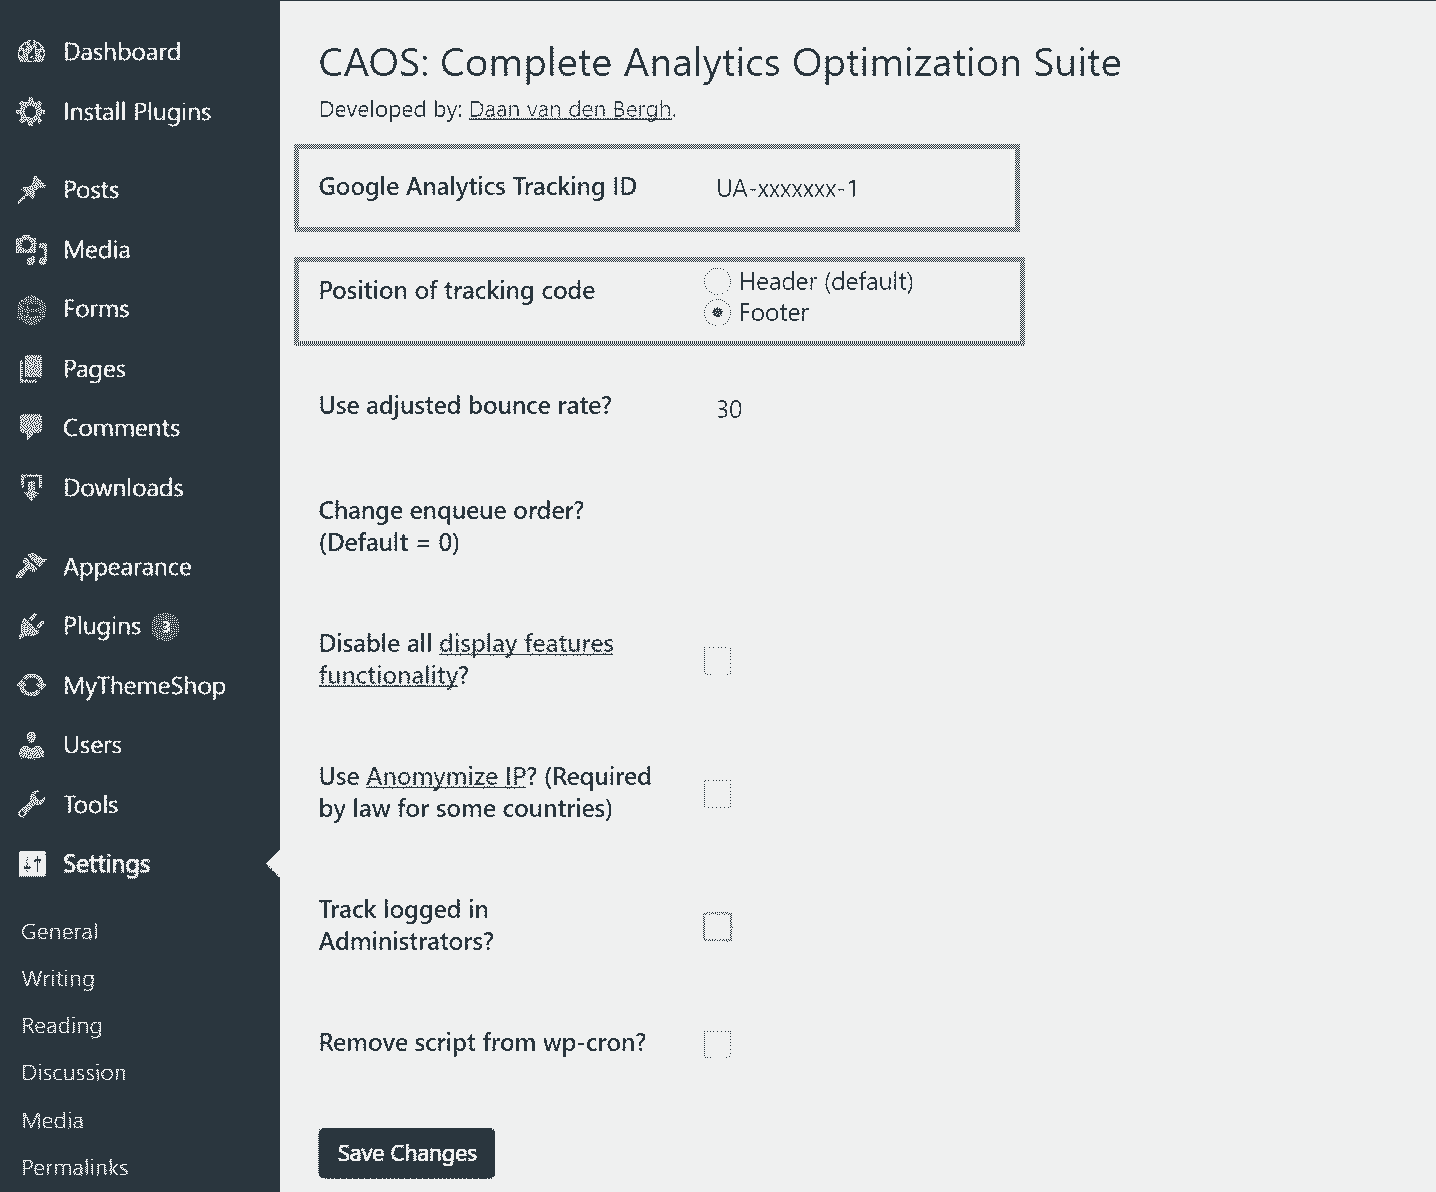 Dashboard
Install Plugins
Posts
Media
Forms
Pages
Comments
Downloads
Appearance
Plugins 3
MyThemeShop
Users
Tools
Settings
General
Writing
Reading
Discussion
Media
Permalinks
CAOS: Complete Analytics Optimization Suite
Developed by: Daan van den Bergh.
Google Analytics Tracking ID UA-xxxxxxx-1
Position of tracking code
Header (default)
Footer
Use adjusted bounce rate? 30
Change enqueue order?
(Default = 0)
Disable all display features
functionality?
Use Anomymize IP? (Required
by law for some countries)
Track logged in
Administrators?
Remove script from wp-cron?
Save Changes